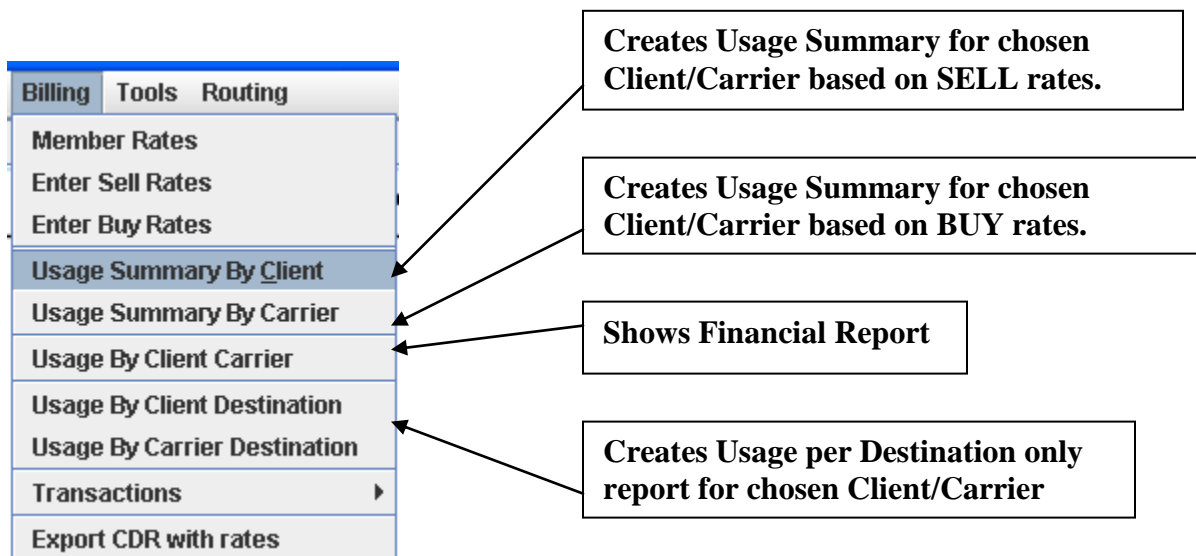 Billing Tools Routing
Member Rates
Enter Sell Rates
Enter Buy Rates
Usage Summary By Client
Usage Summary By Carrier
Usage By Client Carrier
Usage By Client Destination
Usage By Carrier Destination
Transactions
Export CDR with rates
Creates Usage Summary for chosen
Client/Carrier based on SELL rates.
Creates Usage Summary for chosen
Client/Carrier based on BUY rates.
Shows Financial Report
Creates Usage per Destination only
report for chosen Client/Carrier